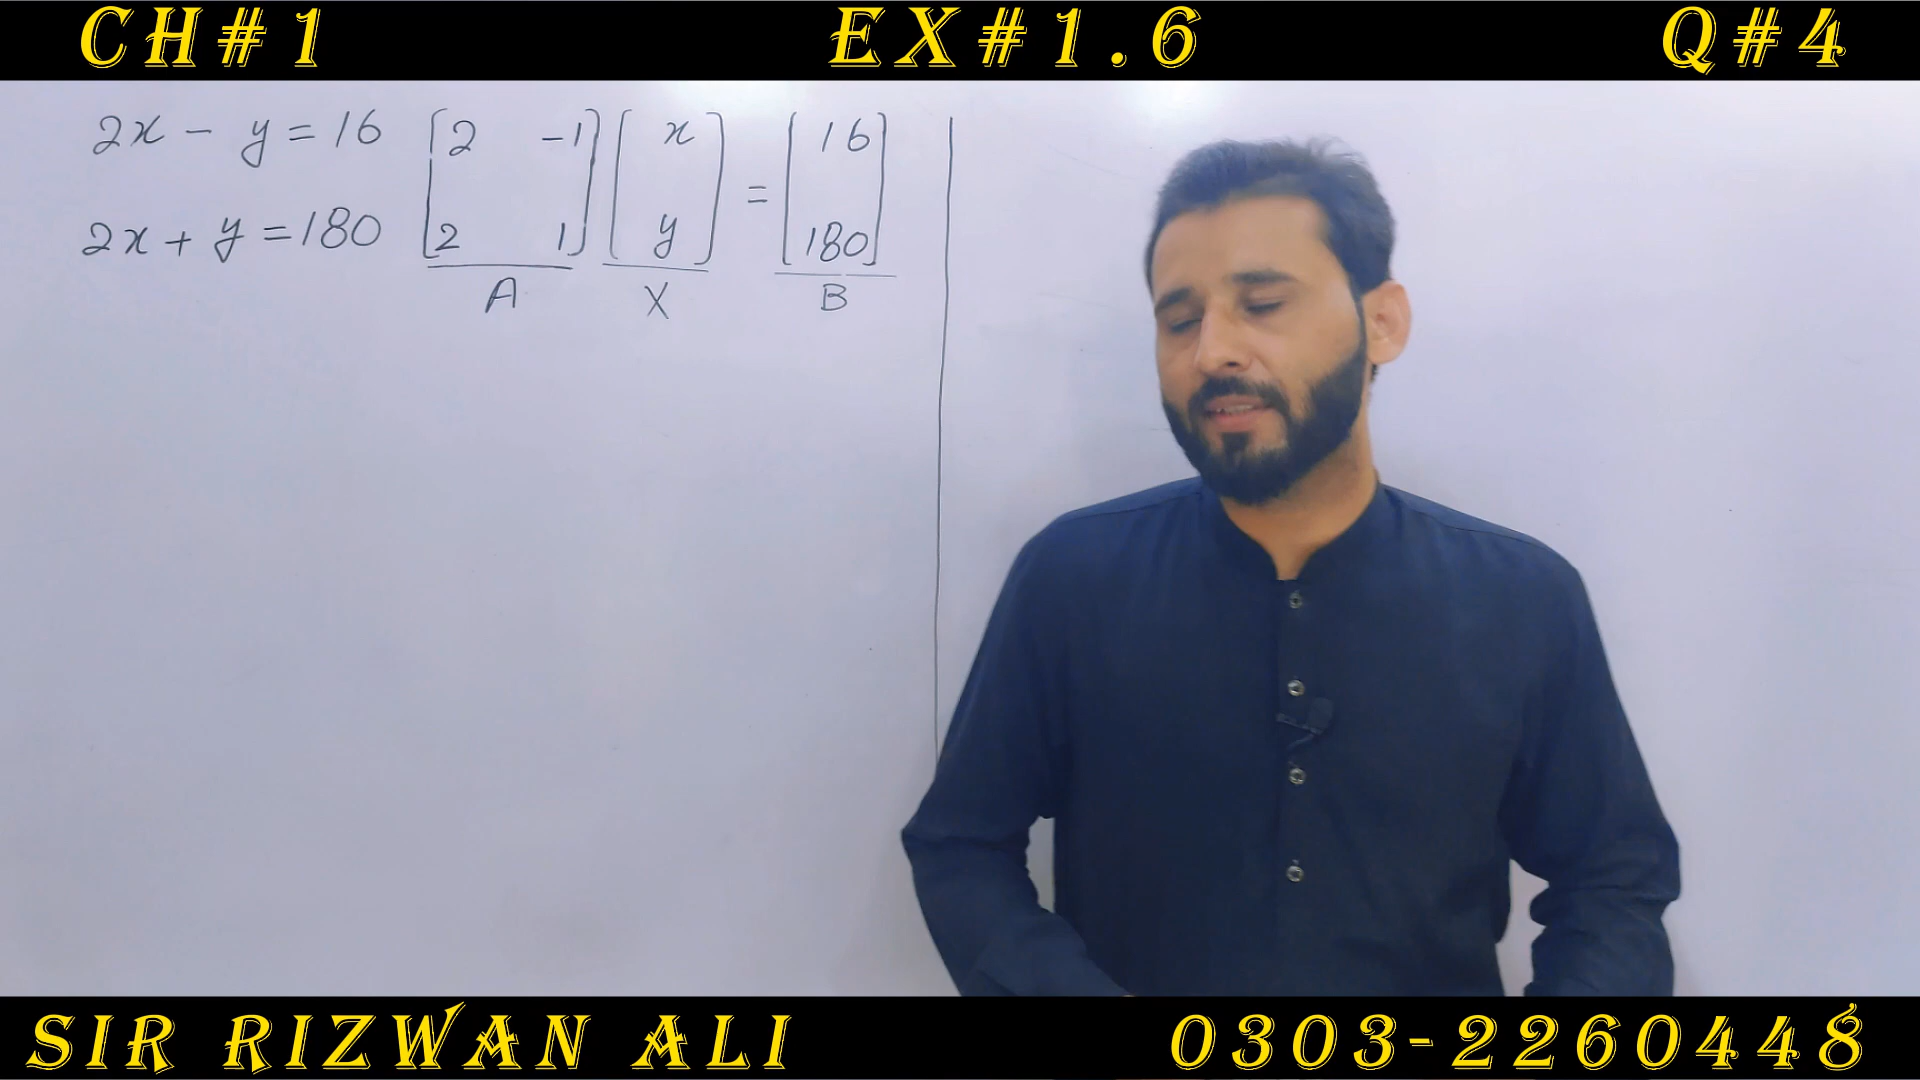 CH#1 EX#1.6 Q#4
2x - y = 16 [2 -1] [x] = [16]
2x + y = 180 [2 1] [y] [180]
A X B
SIR RIZWAN ALI 0303-2260448